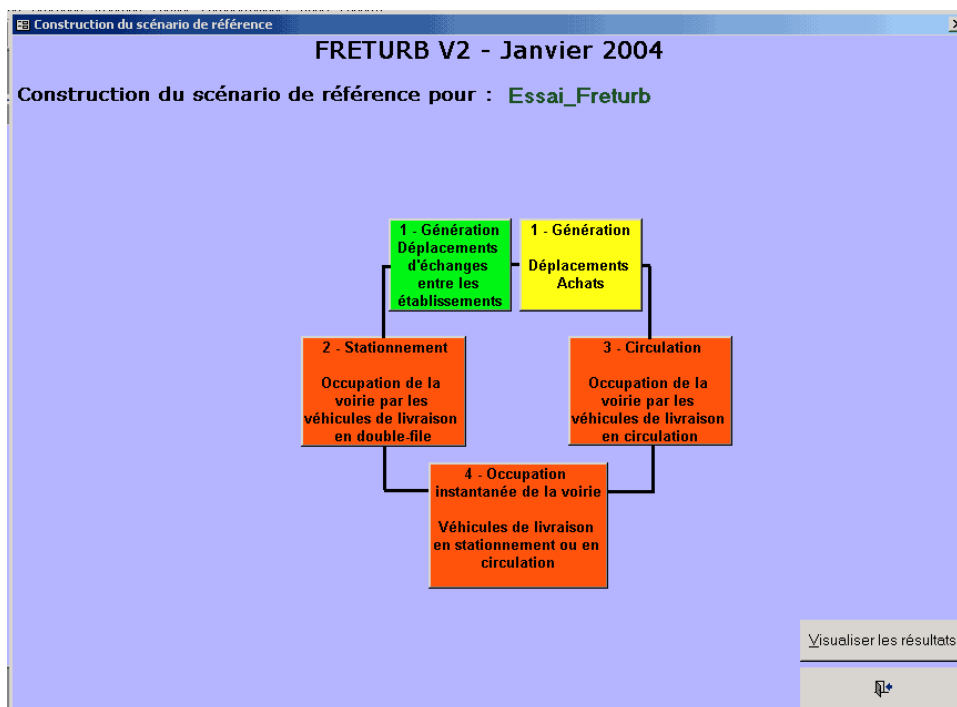 Construction du scénario de référence
FRETURB V2 - Janvier 2004
Construction du scénario de référence pour : Essai_Freturb
1 - Génération
Déplacements
d'échanges
entre les
établissements
1 - Génération
Déplacements
Achats
2 - Stationnement
Occupation de la
voirie par les
véhicules de livraison
en double-file
3 - Circulation
Occupation de la
voirie par les
véhicules de livraison
en circulation
4 - Occupation
instantanée de la voirie
Véhicules de livraison
en stationnement ou en
circulation
Visualiser les résultats